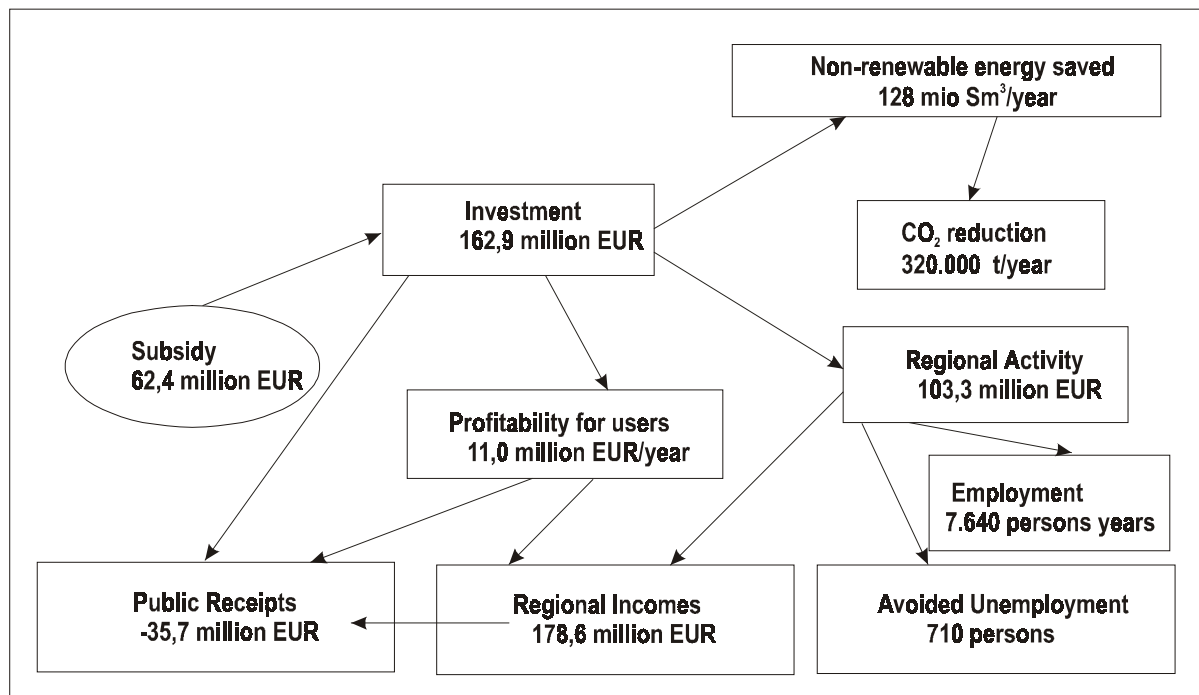 Non-renewable energy saved
128 mio Sm³/year
Investment
162,9 million EUR
CO₂ reduction
320.000 t/year
Subsidy
62,4 million EUR
Regional Activity
103,3 million EUR
Profitability for users
11,0 million EUR/year
Employment
7.640 persons years
Public Receipts
-35,7 million EUR
Regional Incomes
178,6 million EUR
Avoided Unemployment
710 persons